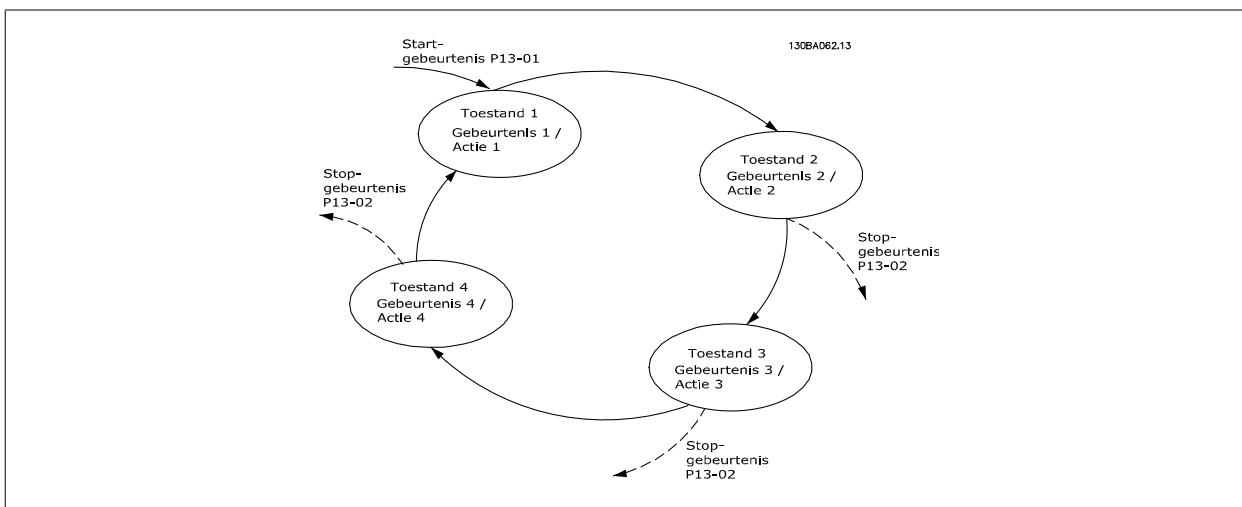 Start-
gebeurtenis P13-01
130BA062.13
Toestand 1
Gebeurtenis 1 /
Actie 1
Toestand 2
Gebeurtenis 2 /
Actie 2
Stop-
gebeurtenis
P13-02
Stop-
gebeurtenis
P13-02
Toestand 4
Gebeurtenis 4 /
Actie 4
Toestand 3
Gebeurtenis 3 /
Actie 3
Stop-
gebeurtenis
P13-02